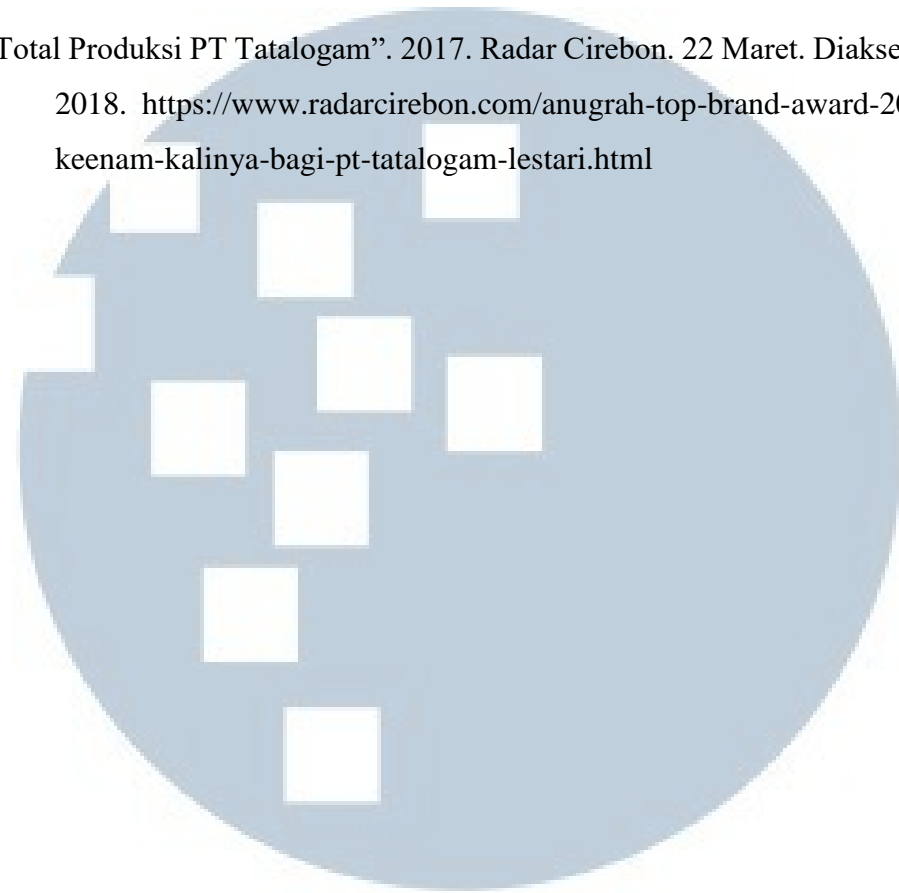 Total Produksi PT Tatalogam”. 2017. Radar Cirebon. 22 Maret. Diakse
2018. https://www.radarcirebon.com/anugrah-top-brand-award-20
keenam-kalinya-bagi-pt-tatalogam-lestari.html